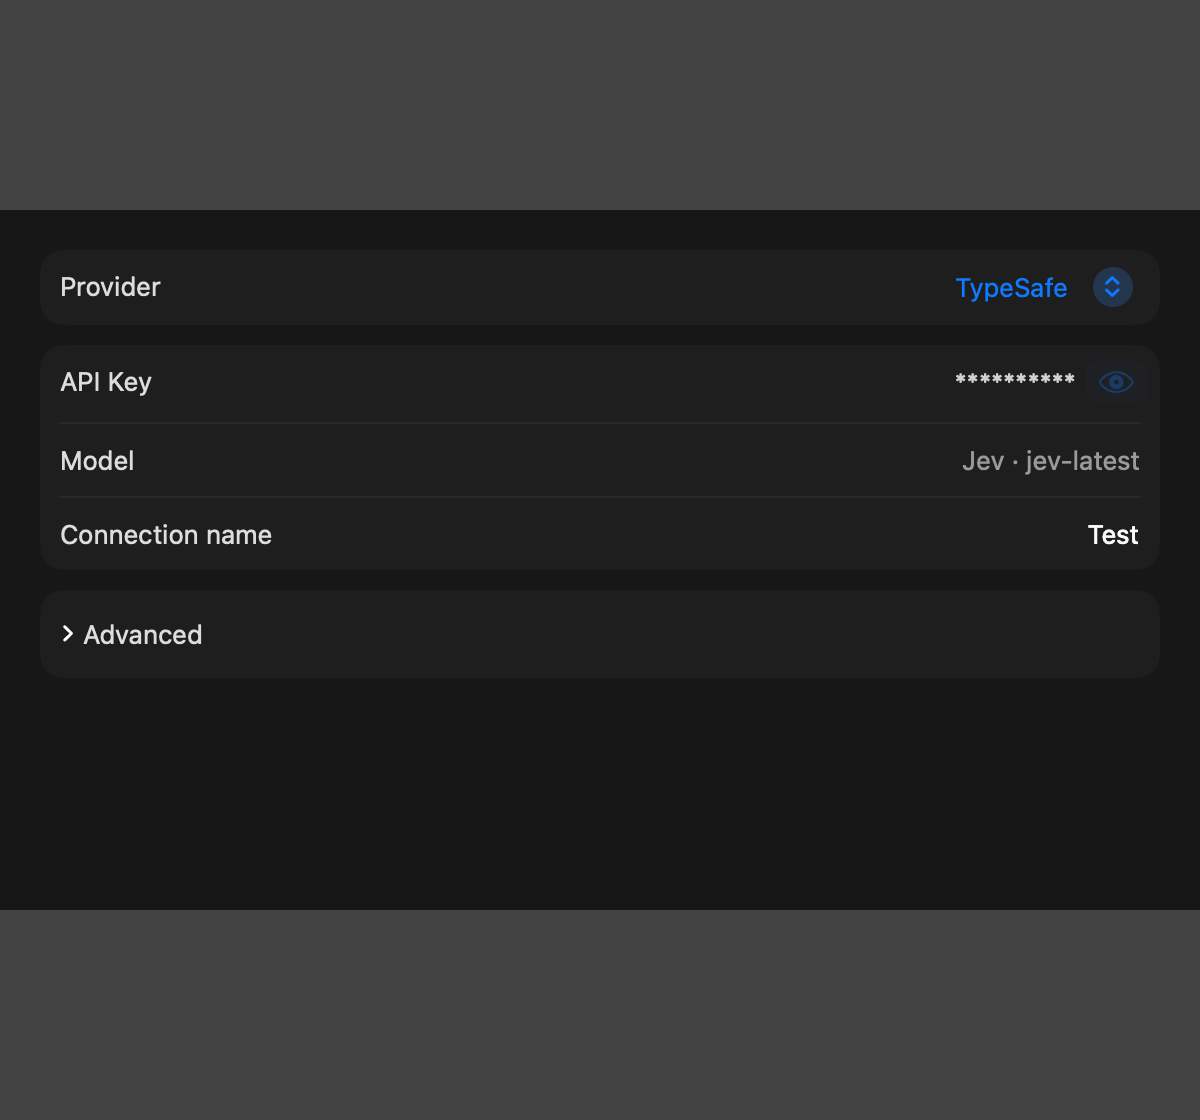 Provider TypeSafe
API Key **********
Model Jev · jev-latest
Connection name Test
Advanced